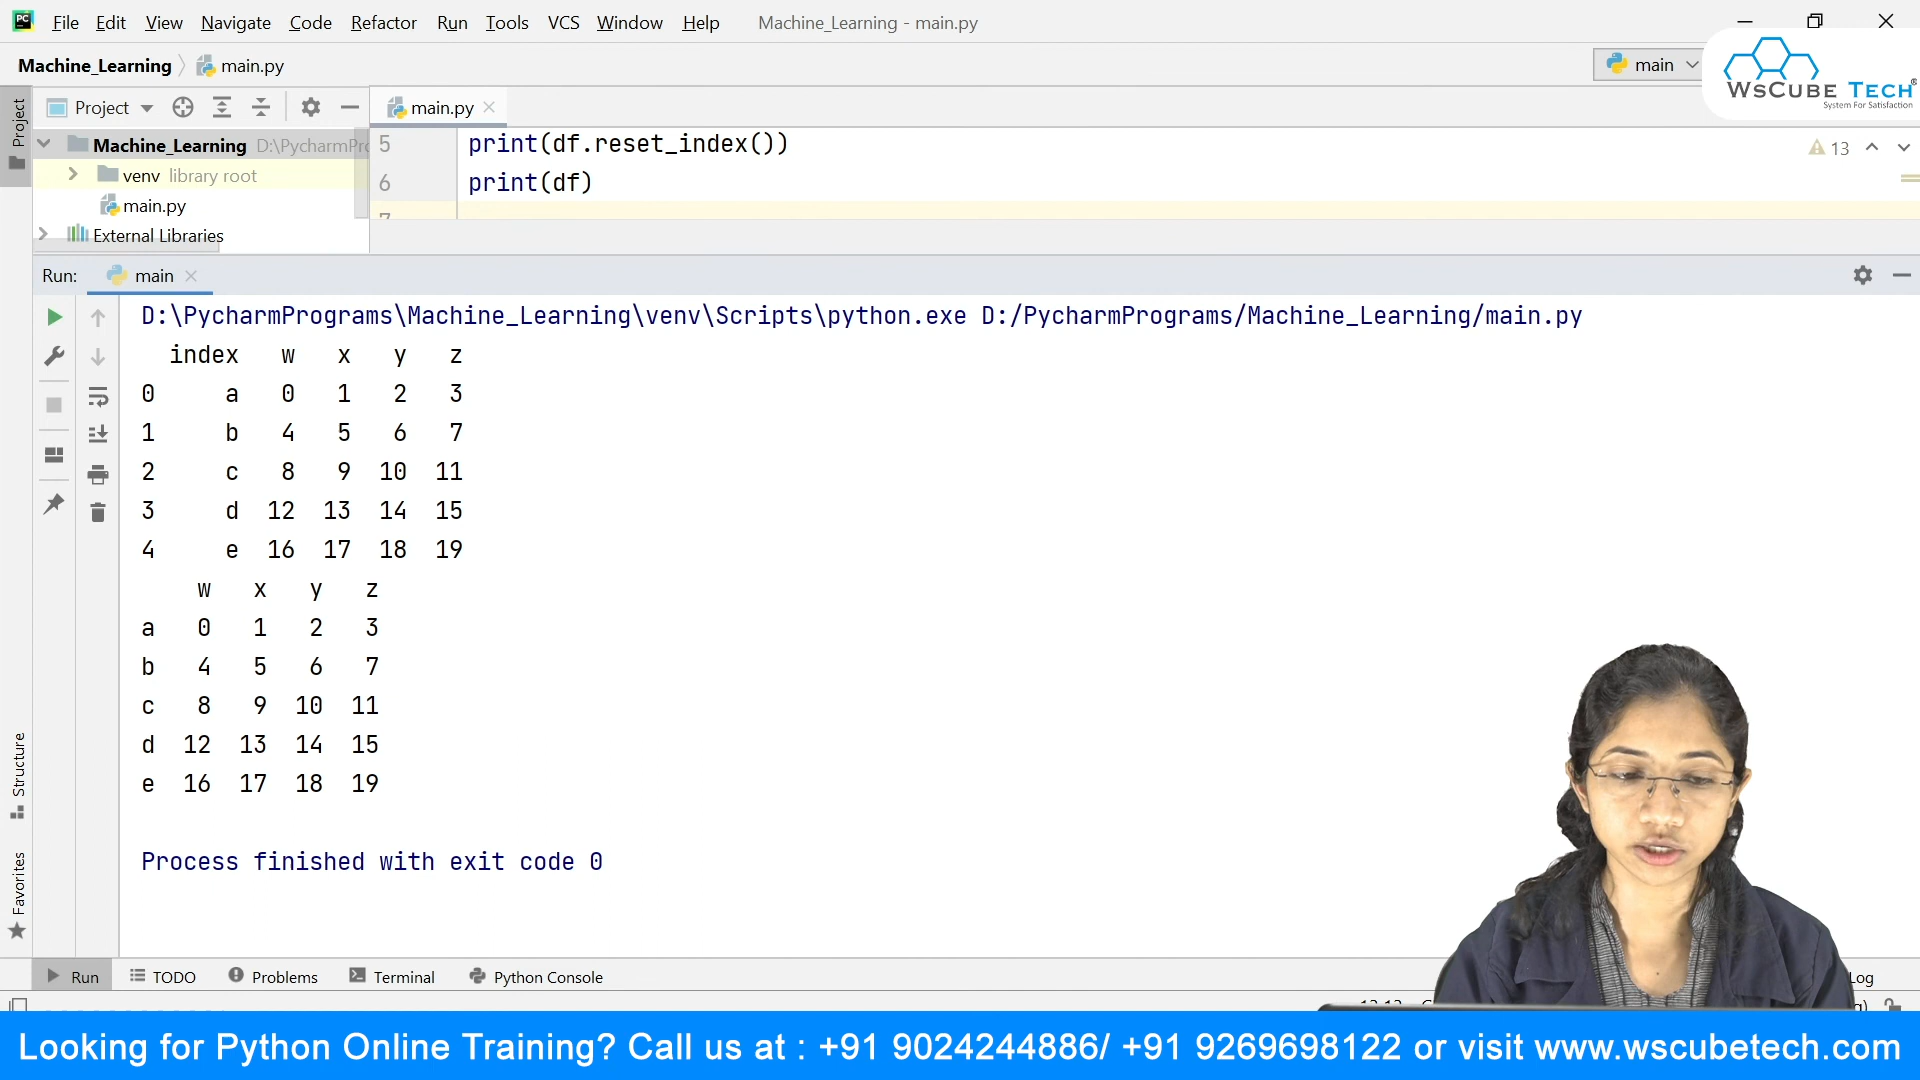 File Edit View Navigate Code Refactor Run Tools VCS Window Help Machine_Learning - main.py
Machine_Learning main.py main
WsCube Tech®
System For Satisfaction
Project
Project main.py
Machine_Learning D:\PycharmPr
venv library root
main.py
External Libraries
5 print(df.reset_index())
6 print(df)
7
13
Run: main
D:\PycharmPrograms\Machine_Learning\venv\Scripts\python.exe D:/PycharmPrograms/Machine_Learning/main.py
index w x y z
0 a 0 1 2 3
1 b 4 5 6 7
2 c 8 9 10 11
3 d 12 13 14 15
4 e 16 17 18 19
w x y z
a 0 1 2 3
b 4 5 6 7
c 8 9 10 11
d 12 13 14 15
e 16 17 18 19
Process finished with exit code 0
Structure
Favorites
Run TODO Problems Terminal Python Console Log
Looking for Python Online Training? Call us at : +91 9024244886/ +91 9269698122 or visit www.wscubetech.com